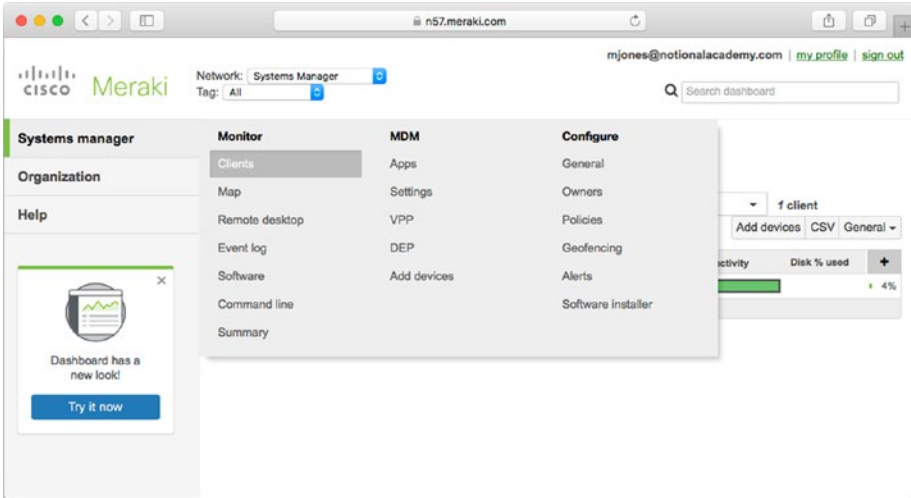 n57.meraki.com
mjones@notionalacademy.com | my profile | sign out
cisco Meraki
Network: Systems Manager
Tag: All
Search dashboard
Systems manager
Organization
Help
Monitor
Clients
Map
Remote desktop
Event log
Software
Command line
Summary
MDM
Apps
Settings
VPP
DEP
Add devices
Configure
General
Owners
Policies
Geofencing
Alerts
Software installer
1 client
Add devices CSV General
Disk % used +
4%
Dashboard has a
new look!
Try it now